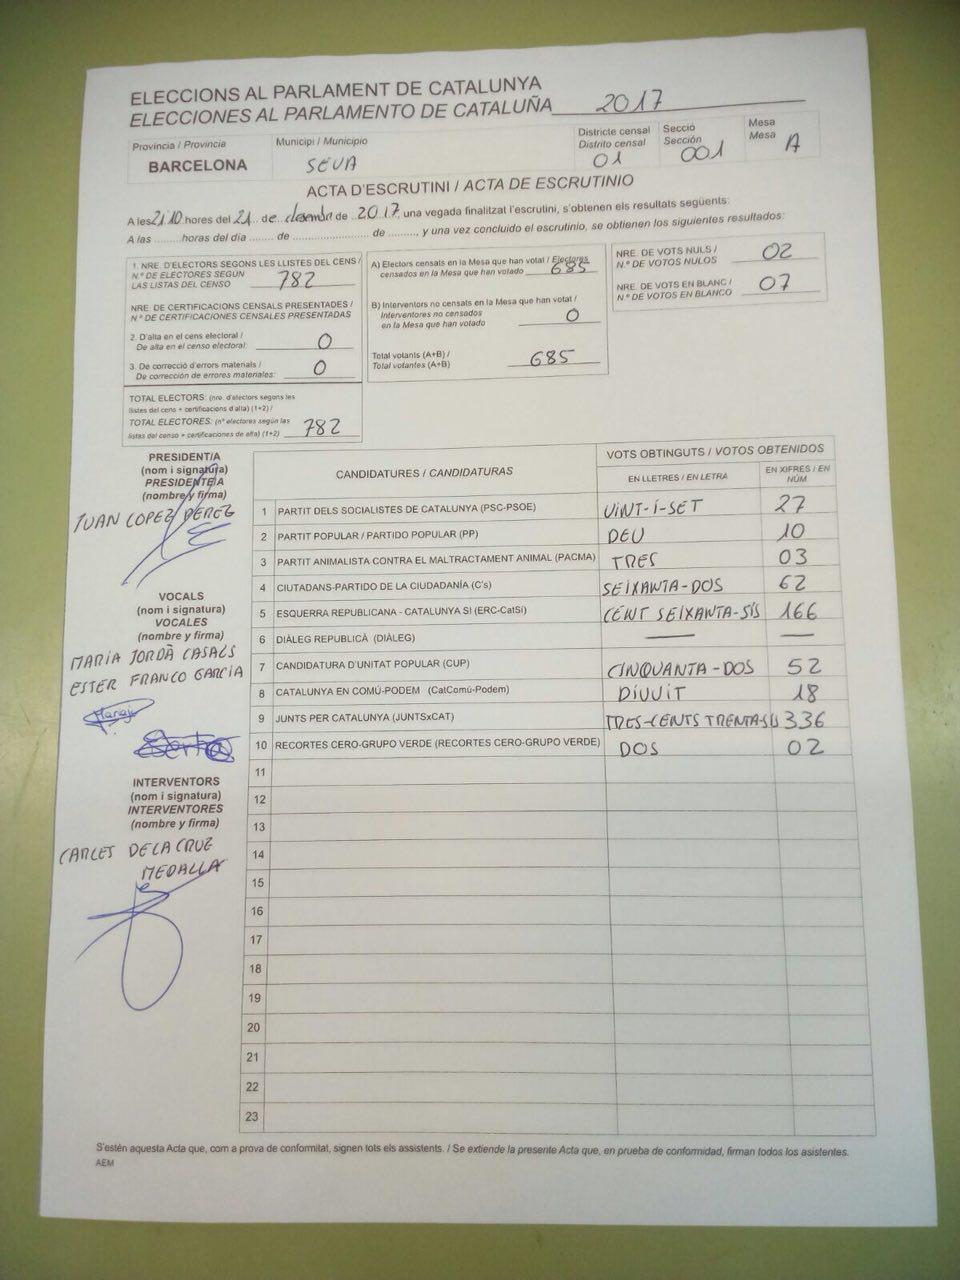 ELECCIONS AL PARLAMENT DE CATALUNYA
ELECCIONES AL PARLAMENTO DE CATALUÑA 2017
Provincia / Provincia
BARCELONA
Municipi / Municipio
SEVA
Districte censal
Distrito censal
01
Secció
Sección
001
Mesa
Mesa
A
ACTA D'ESCRUTINI / ACTA DE ESCRUTINIO
A les 21.10 hores del 21 de desembre de 2017, una vegada finalitzat l'escrutini, s'obtenen els resultats següents:
A las ......... horas del día ........ de .................... de ........., y una vez concluido el escrutinio, se obtienen los siguientes resultados:
1. NRE. D'ELECTORS SEGONS LES LLISTES DEL CENS /
N.º DE ELECTORES SEGÚN
LAS LISTAS DEL CENSO 782
NRE. DE CERTIFICACIONS CENSALS PRESENTADES /
N.º DE CERTIFICACIONES CENSALES PRESENTADAS
2. D'alta en el cens electoral /
De alta en el censo electoral: 0
3. De correcció d'errors materials /
De corrección de errores materiales: 0
TOTAL ELECTORS: (nre. d'electors segons les
llistes del cens + certificacions d'alta) (1+2) /
TOTAL ELECTORES: (nº electores según las
listas del censo + certificaciones de alta) (1+2) 782
A) Electors censats en la Mesa que han votat / Electores
censados en la Mesa que han votado 685
B) Interventors no censats en la Mesa que han votat /
Interventores no censados
en la Mesa que han votado 0
Total votants (A+B) /
Total votantes (A+B) 685
NRE. DE VOTS NULS /
N.º DE VOTOS NULOS 02
NRE. DE VOTS EN BLANC /
N.º DE VOTOS EN BLANCO 07
PRESIDENT/A
(nom i signatura)
PRESIDENTE/A
(nombre y firma)
JUAN LOPEZ PEREZ
VOCALS
(nom i signatura)
VOCALES
(nombre y firma)
MARIA JORDÀ CASALS
ESTER FRANCO GARCIA
INTERVENTORS
(nom i signatura)
INTERVENTORES
(nombre y firma)
CARLES DE LA CRUZ
MEDALLA
CANDIDATURES / CANDIDATURAS
VOTS OBTINGUTS / VOTOS OBTENIDOS
EN LLETRES / EN LETRA
EN XIFRES / EN
NÚM
1 PARTIT DELS SOCIALISTES DE CATALUNYA (PSC-PSOE) VINT-I-SET 27
2 PARTIT POPULAR / PARTIDO POPULAR (PP) DEU 10
3 PARTIT ANIMALISTA CONTRA EL MALTRACTAMENT ANIMAL (PACMA) TRES 03
4 CIUTADANS-PARTIDO DE LA CIUDADANÍA (C's) SEIXANTA-DOS 62
5 ESQUERRA REPUBLICANA - CATALUNYA SI (ERC-CatSí) CENT SEIXANTA-SIS 166
6 DIÀLEG REPUBLICÀ (DIÀLEG) — —
7 CANDIDATURA D'UNITAT POPULAR (CUP) CINQUANTA-DOS 52
8 CATALUNYA EN COMÚ-PODEM (CatComú-Podem) DIVUIT 18
9 JUNTS PER CATALUNYA (JUNTSxCAT) TRES-CENTS TRENTA-SIS 336
10 RECORTES CERO-GRUPO VERDE (RECORTES CERO-GRUPO VERDE) DOS 02
11
12
13
14
15
16
17
18
19
20
21
22
23
S'estén aquesta Acta que, com a prova de conformitat, signen tots els assistents. / Se extiende la presente Acta que, en prueba de conformidad, firman todos los asistentes.
AEM